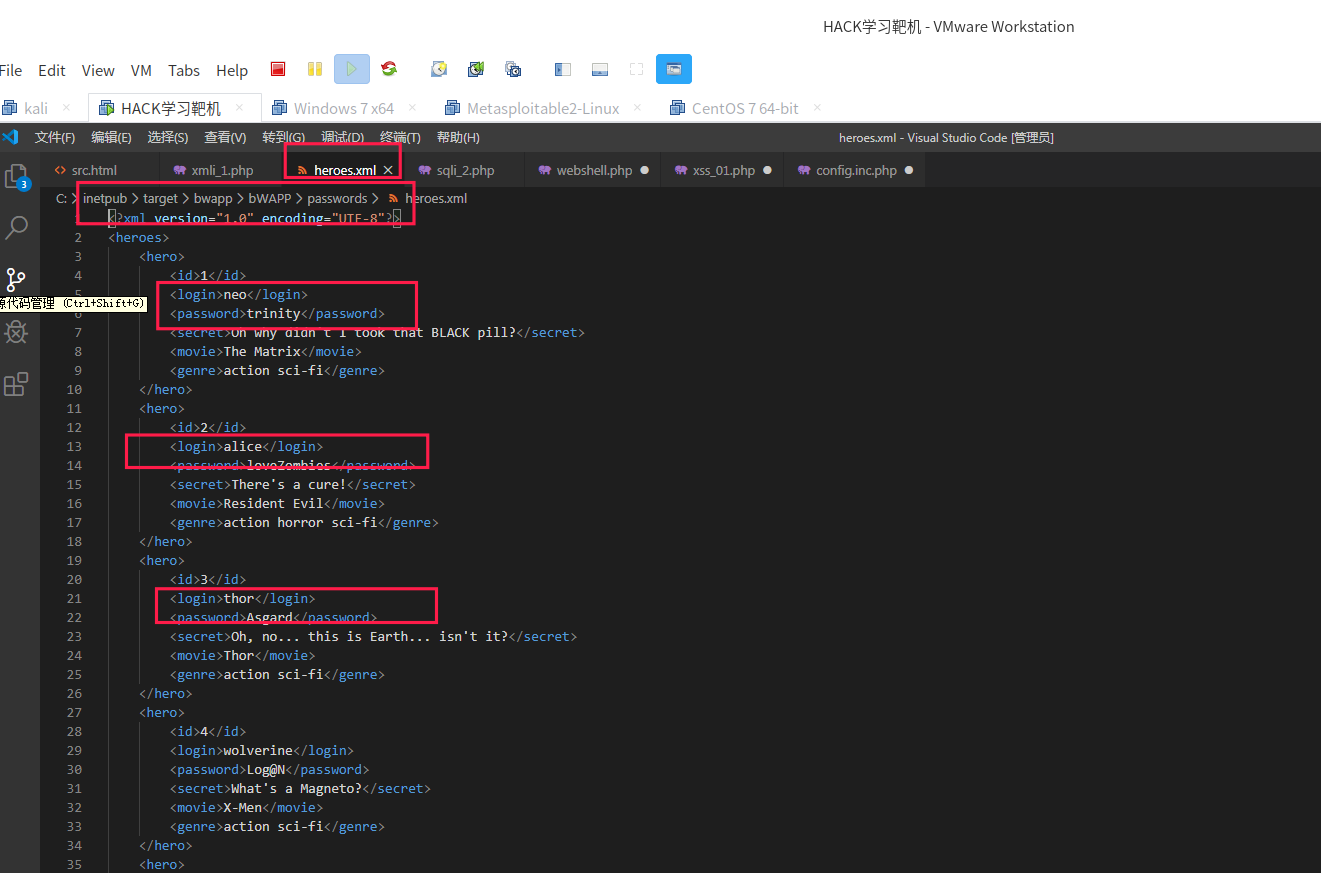 HACK学习靶机 - VMware Workstation
File Edit View VM Tabs Help
kali × HACK学习靶机 × Windows 7 x64 × Metasploitable2-Linux × CentOS 7 64-bit ×
文件(F) 编辑(E) 选择(S) 查看(V) 转到(G) 调试(D) 终端(T) 帮助(H) heroes.xml - Visual Studio Code [管理员]
src.html xmli_1.php heroes.xml sqli_2.php webshell.php xss_01.php config.inc.php
3
C: > inetpub > target > bwapp > bWAPP > passwords > heroes.xml
1 <?xml version="1.0" encoding="UTF-8"?>
2 <heroes>
3 <hero>
4 <id>1</id>
5 <login>neo</login>
源代码管理 (Ctrl+Shift+G)
6 <password>trinity</password>
7 <secret>Oh why didn't I took that BLACK pill?</secret>
8 <movie>The Matrix</movie>
9 <genre>action sci-fi</genre>
10 </hero>
11 <hero>
12 <id>2</id>
13 <login>alice</login>
14 <password>loveZombies</password>
15 <secret>There's a cure!</secret>
16 <movie>Resident Evil</movie>
17 <genre>action horror sci-fi</genre>
18 </hero>
19 <hero>
20 <id>3</id>
21 <login>thor</login>
22 <password>Asgard</password>
23 <secret>Oh, no... this is Earth... isn't it?</secret>
24 <movie>Thor</movie>
25 <genre>action sci-fi</genre>
26 </hero>
27 <hero>
28 <id>4</id>
29 <login>wolverine</login>
30 <password>Log@N</password>
31 <secret>What's a Magneto?</secret>
32 <movie>X-Men</movie>
33 <genre>action sci-fi</genre>
34 </hero>
35 <hero>